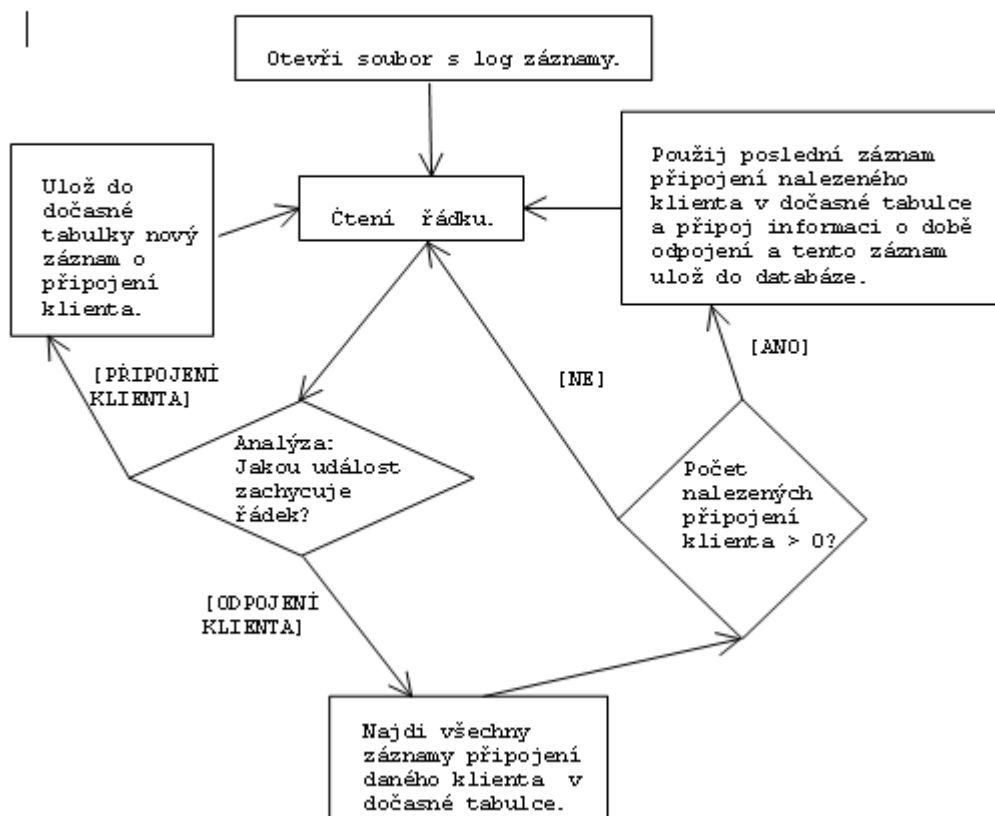 Otevři soubor s log záznamy.
Ulož do
dočasné
tabulky nový
záznam o
připojení
klienta.
Čtení řádku.
Použij poslední záznam
připojení nalezeného
klienta v dočasné tabulce
a připoj informaci o době
odpojení a tento záznam
ulož do databáze.
[PŘIPOJENÍ
KLIENTA]
[NE]
[ANO]
Analýza:
Jakou událost
zachycuje
řádek?
Počet
nalezených
připojení
klienta > 0?
[ODPOJENÍ
KLIENTA]
Najdi všechny
záznamy připojení
daného klienta v
dočasné tabulce.